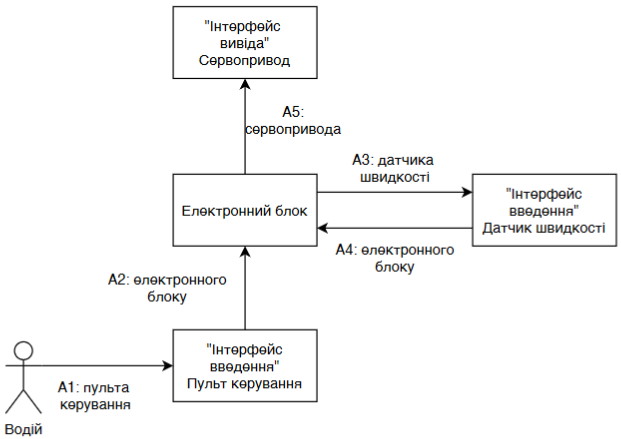 "Інтерфейс
вивіда"
Сервопривод
А5:
сервопривода
А3: датчика
швидкості
"Інтерфейс
введення"
Датчик швидкості
Електронний блок
А4: електронного
блоку
А2: електронного
блоку
"Інтерфейс
введення"
Пульт керування
А1: пульта
керування
Водій